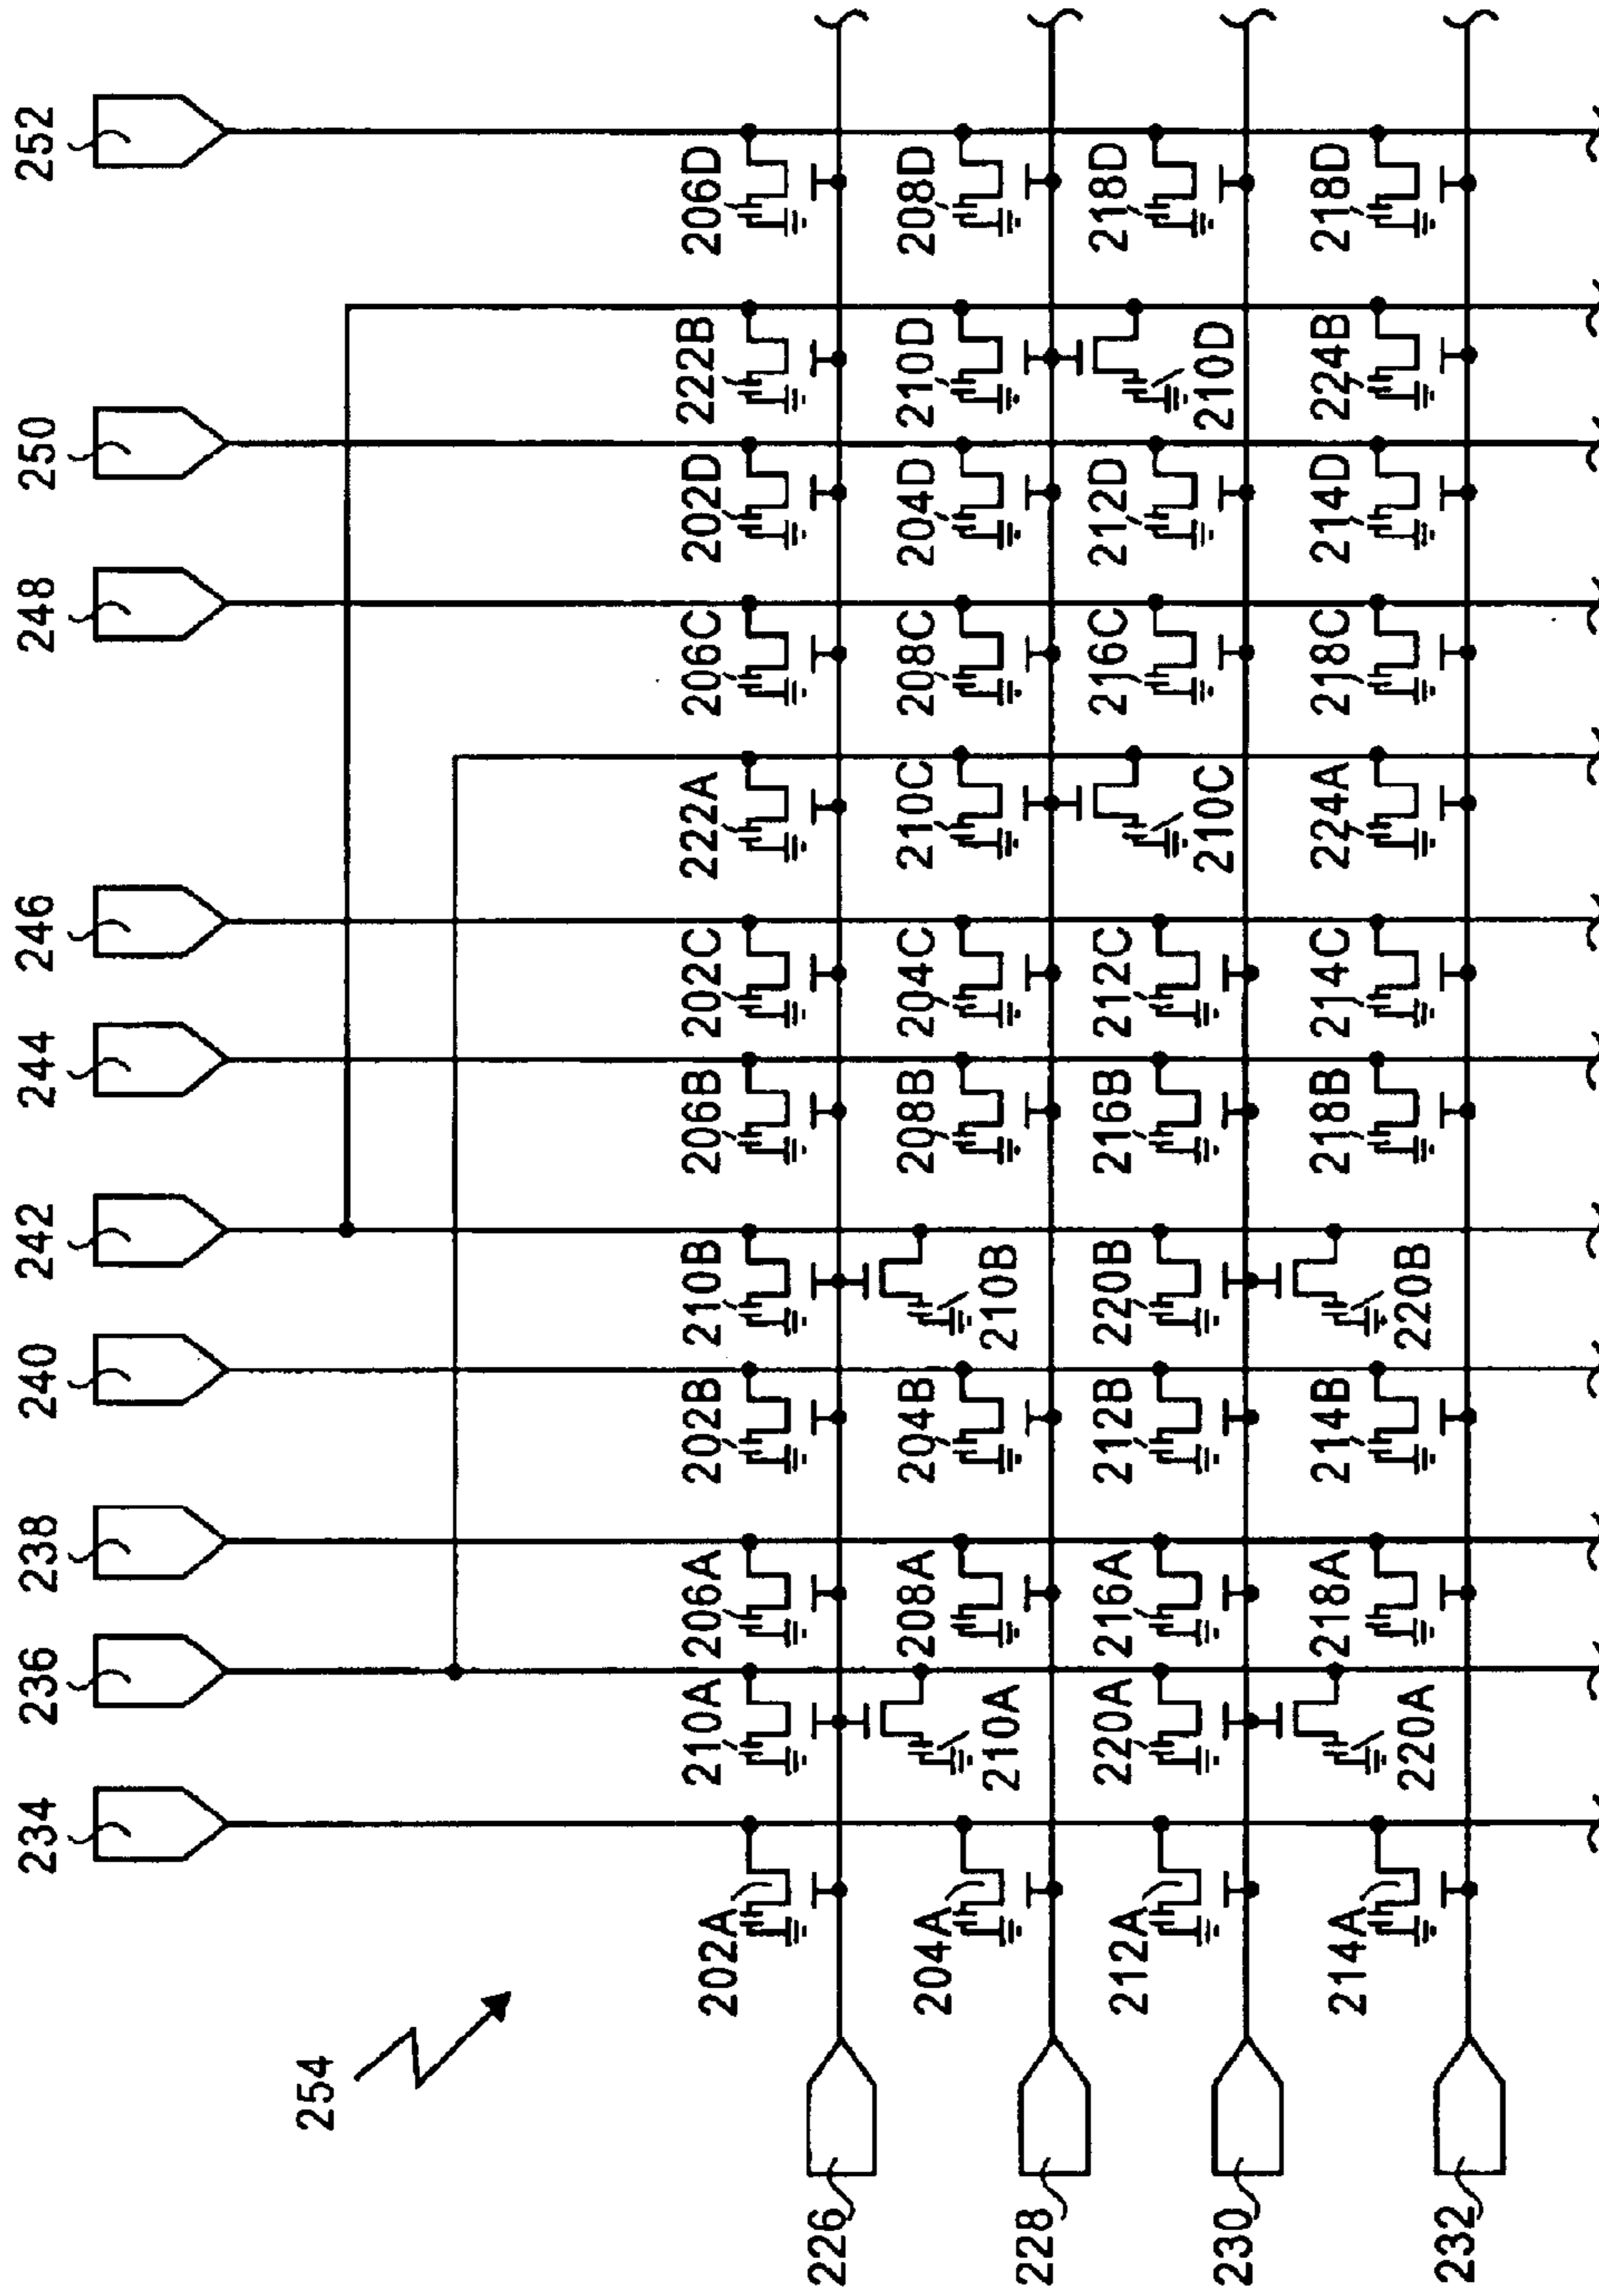 234 236 238 240 242 244 246 248 250 252
254
202A 210A 206A 202B 210B 206B 202C 222A 206C 202D 222B 206D
226
204A 208A 204B 208B 204C 210C 208C 204D 210D 208D
210A 210B
228
212A 220A 216A 212B 220B 216B 212C 216C 212D 218D
230 210C 210D
214A 218A 214B 218B 214C 224A 218C 214D 224B 218D
220A 220B
232